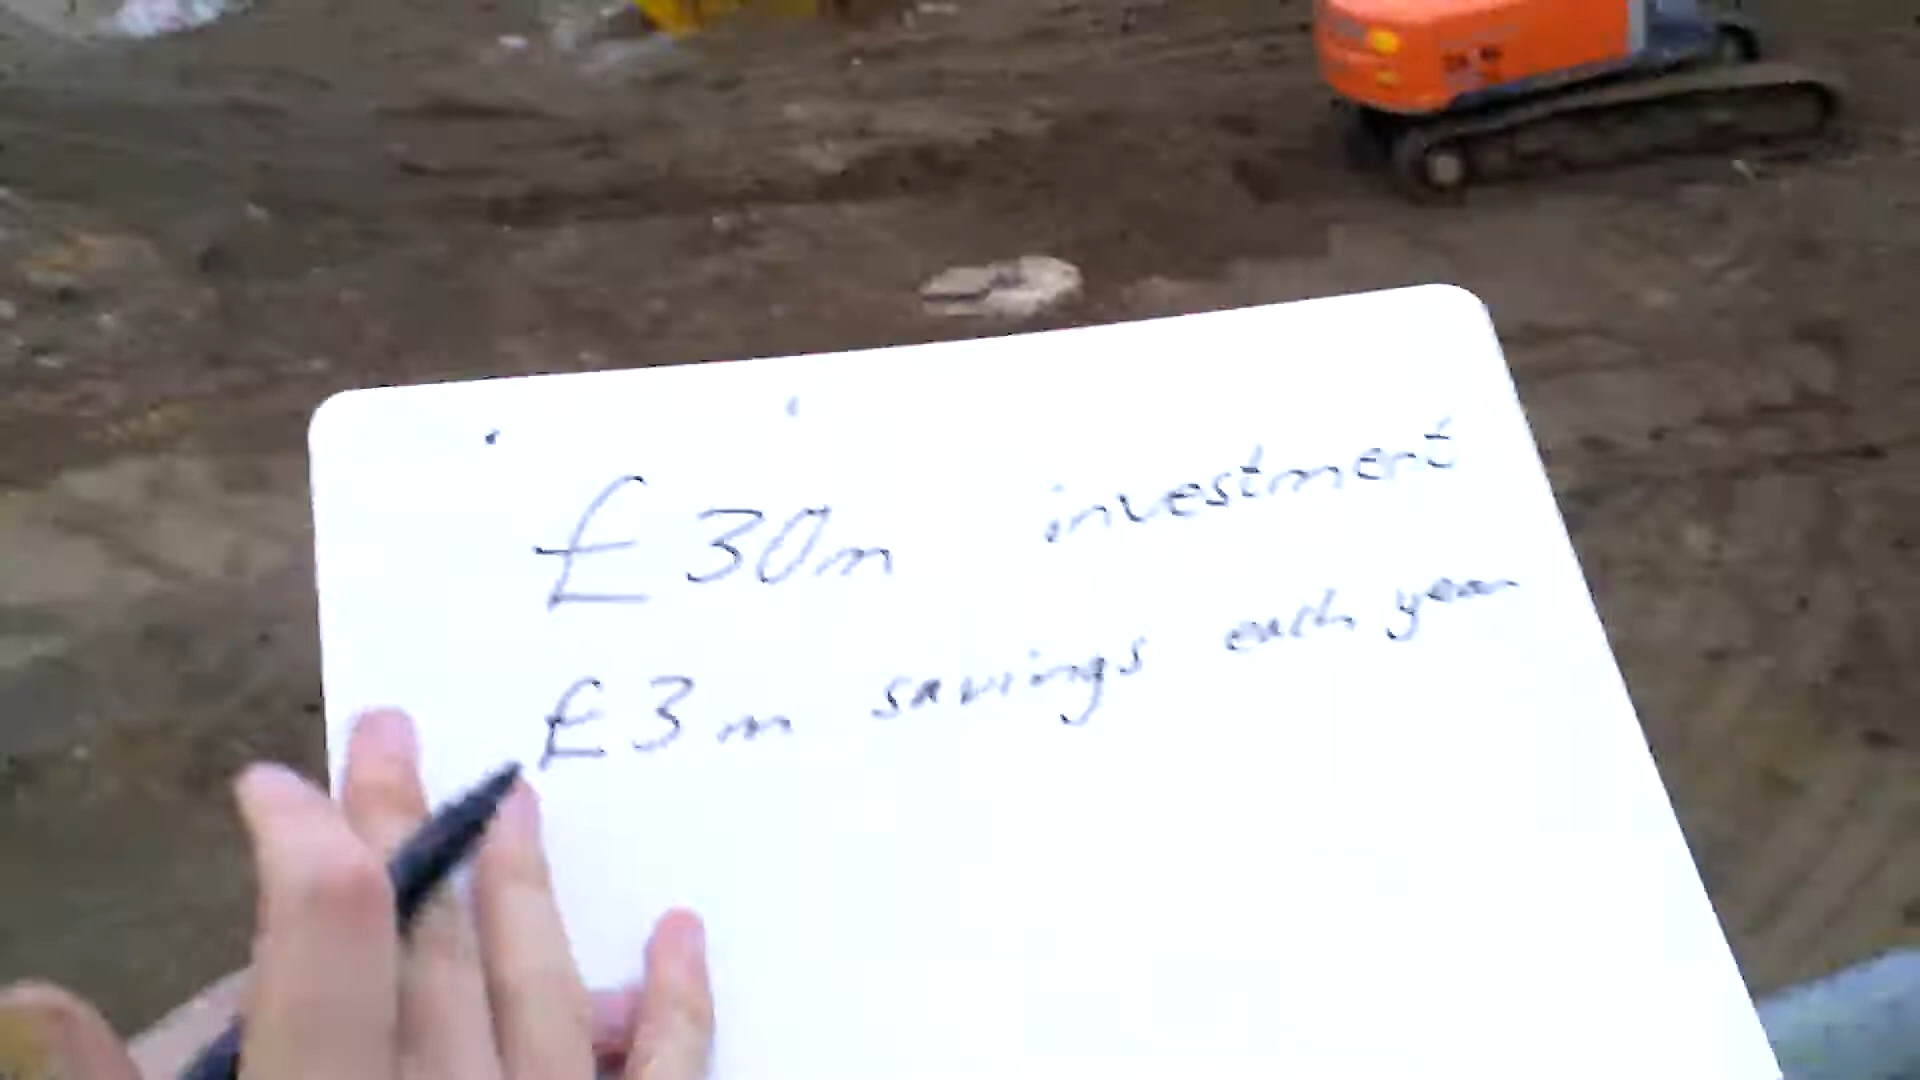 £30m investment
£3m savings each year